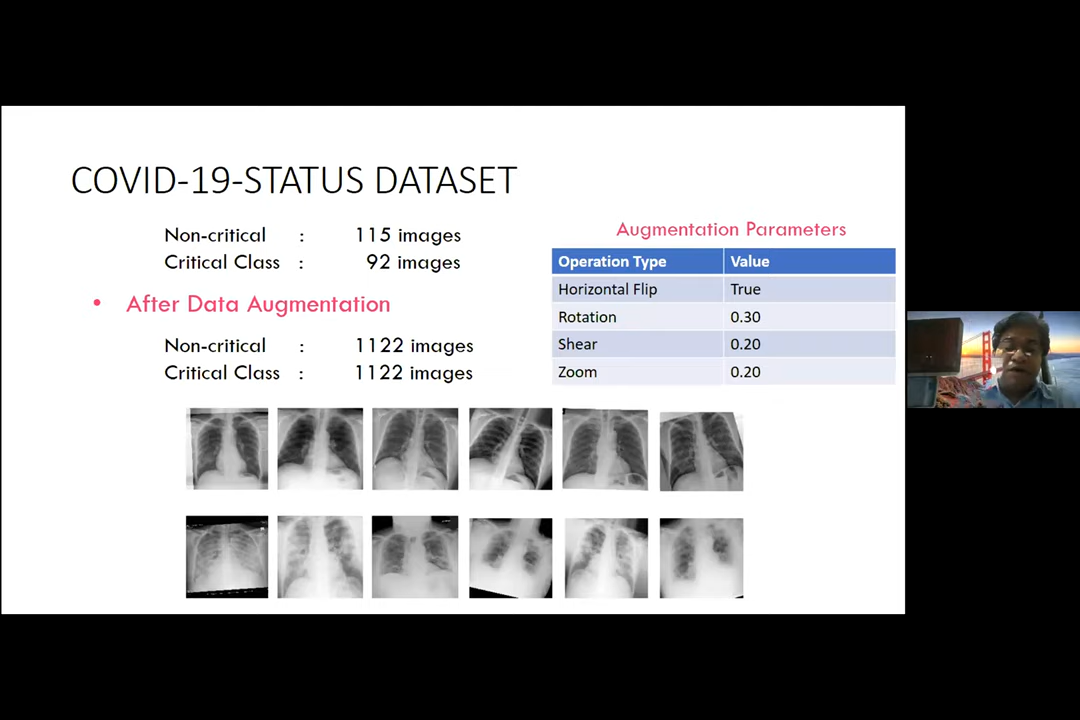 COVID-19-STATUS DATASET
Non-critical : 115 images
Critical Class : 92 images
• After Data Augmentation
Non-critical : 1122 images
Critical Class : 1122 images
Augmentation Parameters
Operation Type Value
Horizontal Flip True
Rotation 0.30
Shear 0.20
Zoom 0.20